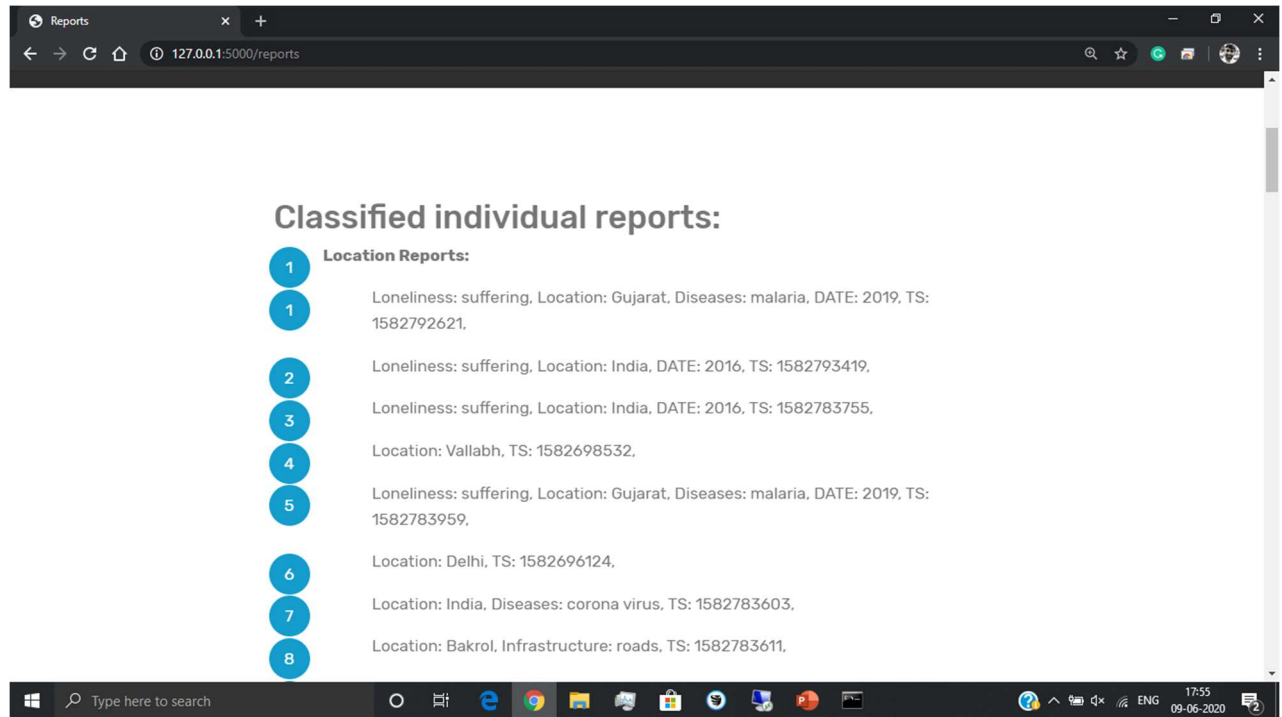 Reports
127.0.0.1:5000/reports
Classified individual reports:
1 Location Reports:
1 Loneliness: suffering, Location: Gujarat, Diseases: malaria, DATE: 2019, TS:
1582792621,
2 Loneliness: suffering, Location: India, DATE: 2016, TS: 1582793419,
3 Loneliness: suffering, Location: India, DATE: 2016, TS: 1582783755,
4 Location: Vallabh, TS: 1582698532,
5 Loneliness: suffering, Location: Gujarat, Diseases: malaria, DATE: 2019, TS:
1582783959,
6 Location: Delhi, TS: 1582696124,
7 Location: India, Diseases: corona virus, TS: 1582783603,
8 Location: Bakrol, Infrastructure: roads, TS: 1582783611,
Type here to search
ENG
17:55
09-06-2020
2